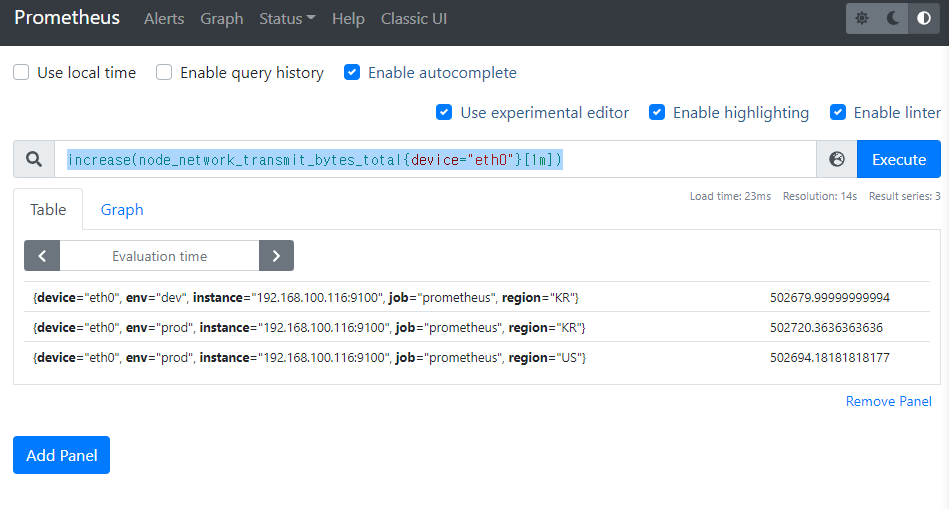 Prometheus Alerts Graph Status Help Classic UI
Use local time Enable query history Enable autocomplete
Use experimental editor Enable highlighting Enable linter
increase(node_network_transmit_bytes_total{device="eth0"}[1m]) Execute
Load time: 23ms Resolution: 14s Result series: 3
Table Graph
Evaluation time
{device="eth0", env="dev", instance="192.168.100.116:9100", job="prometheus", region="KR"} 502679.99999999994
{device="eth0", env="prod", instance="192.168.100.116:9100", job="prometheus", region="KR"} 502720.3636363636
{device="eth0", env="prod", instance="192.168.100.116:9100", job="prometheus", region="US"} 502694.18181818177
Remove Panel
Add Panel